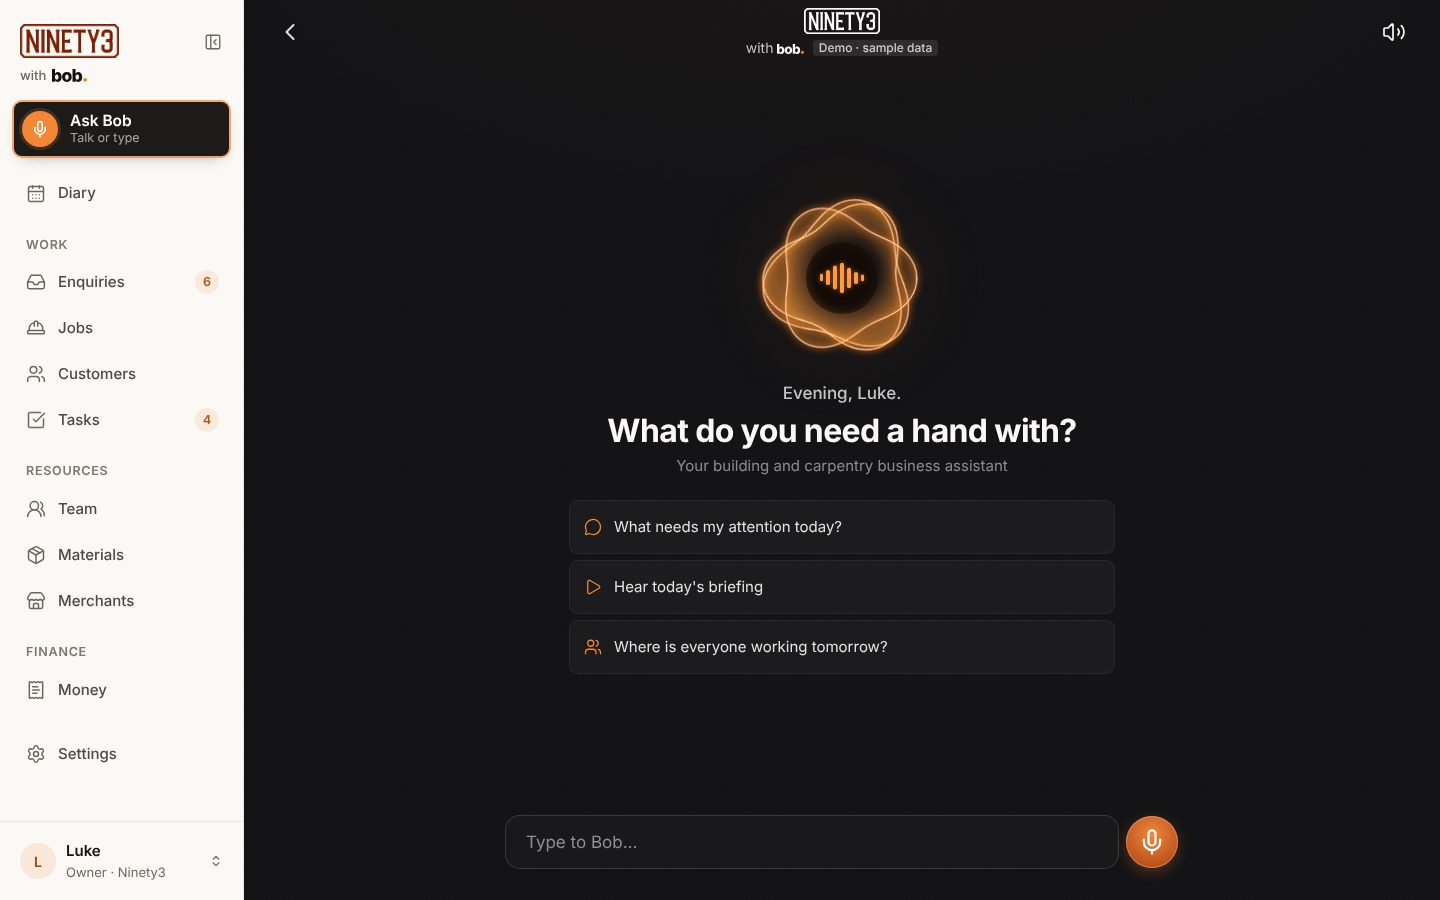 NINETY3
with bob.
Ask Bob
Talk or type
Diary
WORK
Enquiries 6
Jobs
Customers
Tasks 4
RESOURCES
Team
Materials
Merchants
FINANCE
Money
Settings
L
Luke
Owner · Ninety3
NINETY3
with bob. Demo · sample data
Evening, Luke.
What do you need a hand with?
Your building and carpentry business assistant
What needs my attention today?
Hear today's briefing
Where is everyone working tomorrow?
Type to Bob...